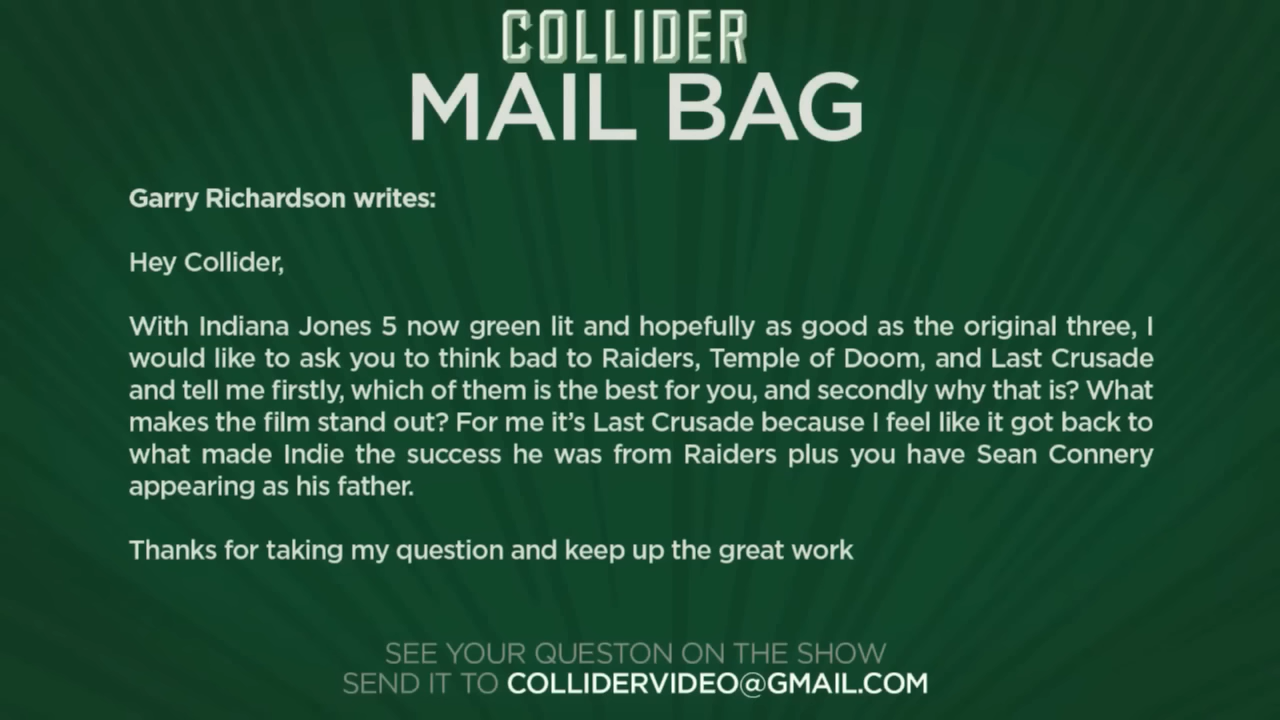 COLLIDER
MAIL BAG
Garry Richardson writes:
Hey Collider,
With Indiana Jones 5 now green lit and hopefully as good as the original three, I
would like to ask you to think bad to Raiders, Temple of Doom, and Last Crusade
and tell me firstly, which of them is the best for you, and secondly why that is? What
makes the film stand out? For me it’s Last Crusade because I feel like it got back to
what made Indie the success he was from Raiders plus you have Sean Connery
appearing as his father.
Thanks for taking my question and keep up the great work
SEE YOUR QUESTON ON THE SHOW
SEND IT TO COLLIDERVIDEO@GMAIL.COM